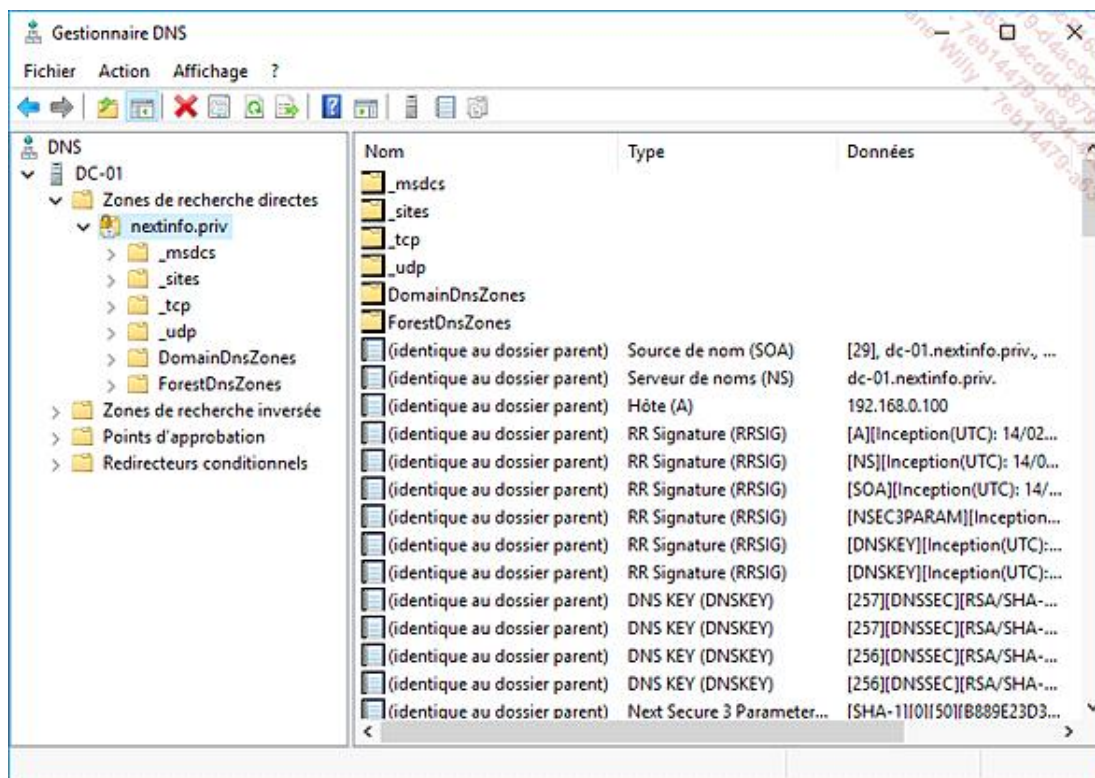 Gestionnaire DNS
Fichier Action Affichage ?
DNS
DC-01
Zones de recherche directes
nextinfo.priv
_msdcs
_sites
_tcp
_udp
DomainDnsZones
ForestDnsZones
Zones de recherche inversée
Points d'approbation
Redirecteurs conditionnels
Nom Type Données
_msdcs
_sites
_tcp
_udp
DomainDnsZones
ForestDnsZones
(identique au dossier parent) Source de nom (SOA) [29], dc-01.nextinfo.priv., ...
(identique au dossier parent) Serveur de noms (NS) dc-01.nextinfo.priv.
(identique au dossier parent) Hôte (A) 192.168.0.100
(identique au dossier parent) RR Signature (RRSIG) [A][Inception(UTC): 14/02...
(identique au dossier parent) RR Signature (RRSIG) [NS][Inception(UTC): 14/0...
(identique au dossier parent) RR Signature (RRSIG) [SOA][Inception(UTC): 14/...
(identique au dossier parent) RR Signature (RRSIG) [NSEC3PARAM][Inception...
(identique au dossier parent) RR Signature (RRSIG) [DNSKEY][Inception(UTC):...
(identique au dossier parent) RR Signature (RRSIG) [DNSKEY][Inception(UTC):...
(identique au dossier parent) DNS KEY (DNSKEY) [257][DNSSEC][RSA/SHA-...
(identique au dossier parent) DNS KEY (DNSKEY) [257][DNSSEC][RSA/SHA-...
(identique au dossier parent) DNS KEY (DNSKEY) [256][DNSSEC][RSA/SHA-...
(identique au dossier parent) DNS KEY (DNSKEY) [256][DNSSEC][RSA/SHA-...
(identique au dossier parent) Next Secure 3 Parameter... [SHA-1][0][50][B889E23D3...